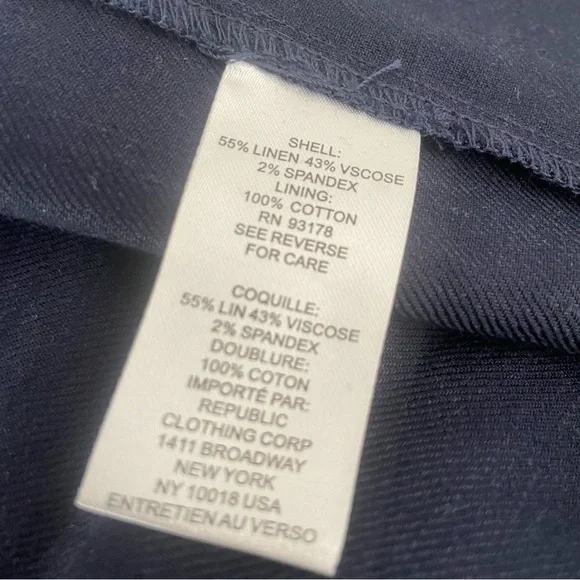 SHELL:
55% LINEN 43% VSCOSE
2% SPANDEX
LINING:
100% COTTON
RN 93178
SEE REVERSE
FOR CARE
COQUILLE:
55% LIN 43% VISCOSE
2% SPANDEX
DOUBLURE:
100% COTON
IMPORTÉ PAR:
REPUBLIC
CLOTHING CORP
1411 BROADWAY
NEW YORK
NY 10018 USA
ENTRETIEN AU VERSO